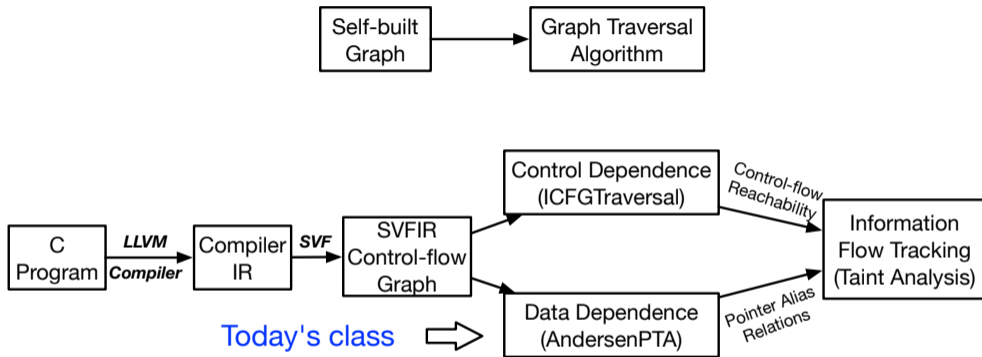 Self-built
Graph
Graph Traversal
Algorithm
Control Dependence
(ICFGTraversal)
Control-flow
Reachability
C
Program
LLVM
Compiler
Compiler
IR
SVF
SVFIR
Control-flow
Graph
Information
Flow Tracking
(Taint Analysis)
Today's class
Data Dependence
(AndersenPTA)
Pointer Alias
Relations